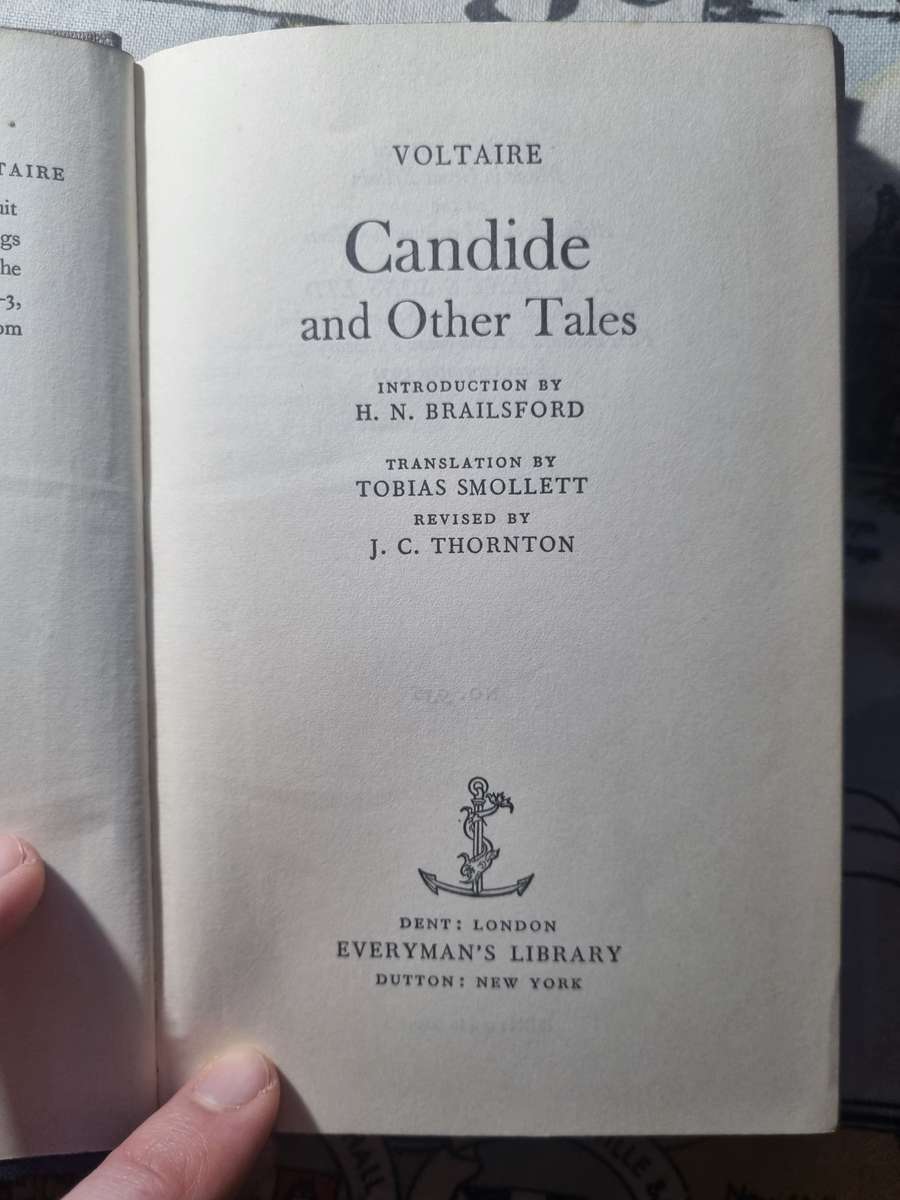 TAIRE
uit
gs
he
-3,
om
VOLTAIRE
Candide
and Other Tales
INTRODUCTION BY
H. N. BRAILSFORD
TRANSLATION BY
TOBIAS SMOLLETT
REVISED BY
J. C. THORNTON
DENT: LONDON
EVERYMAN'S LIBRARY
DUTTON: NEW YORK